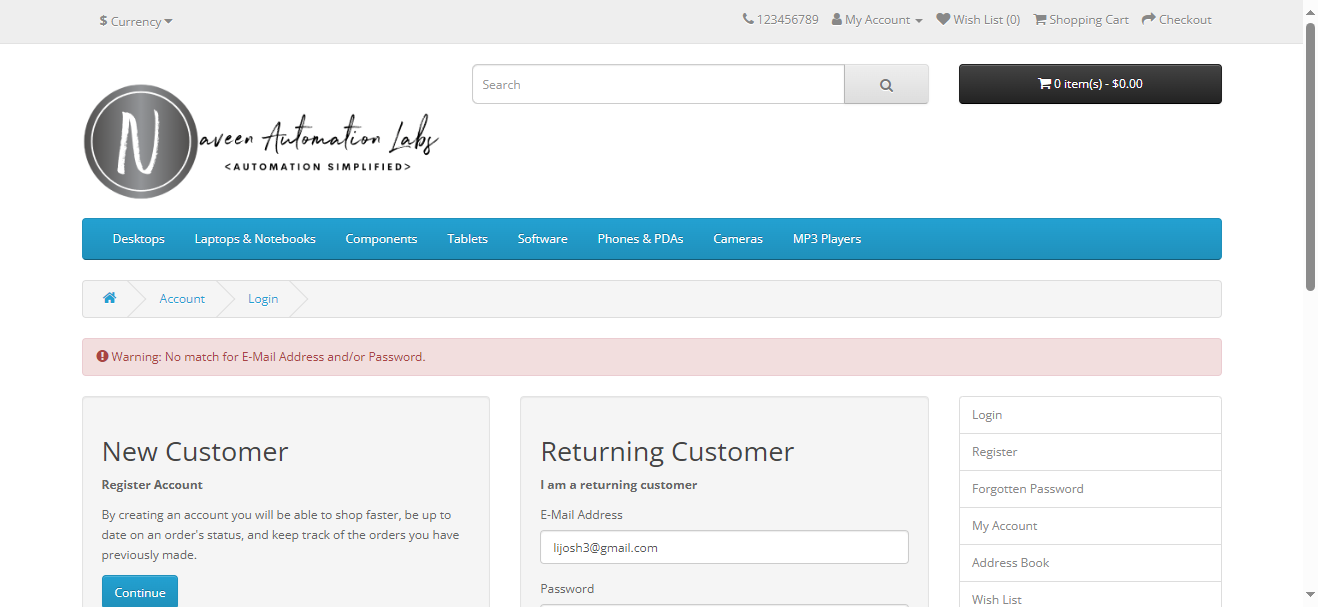 $ Currency
123456789 My Account Wish List (0) Shopping Cart Checkout
Search
0 item(s) - $0.00
N
aveen Automation Labs
<AUTOMATION SIMPLIFIED>
Desktops Laptops & Notebooks Components Tablets Software Phones & PDAs Cameras MP3 Players
Account Login
Warning: No match for E-Mail Address and/or Password.
New Customer
Register Account
By creating an account you will be able to shop faster, be up to
date on an order's status, and keep track of the orders you have
previously made.
Continue
Returning Customer
I am a returning customer
E-Mail Address
lijosh3@gmail.com
Password
Login
Register
Forgotten Password
My Account
Address Book
Wish List